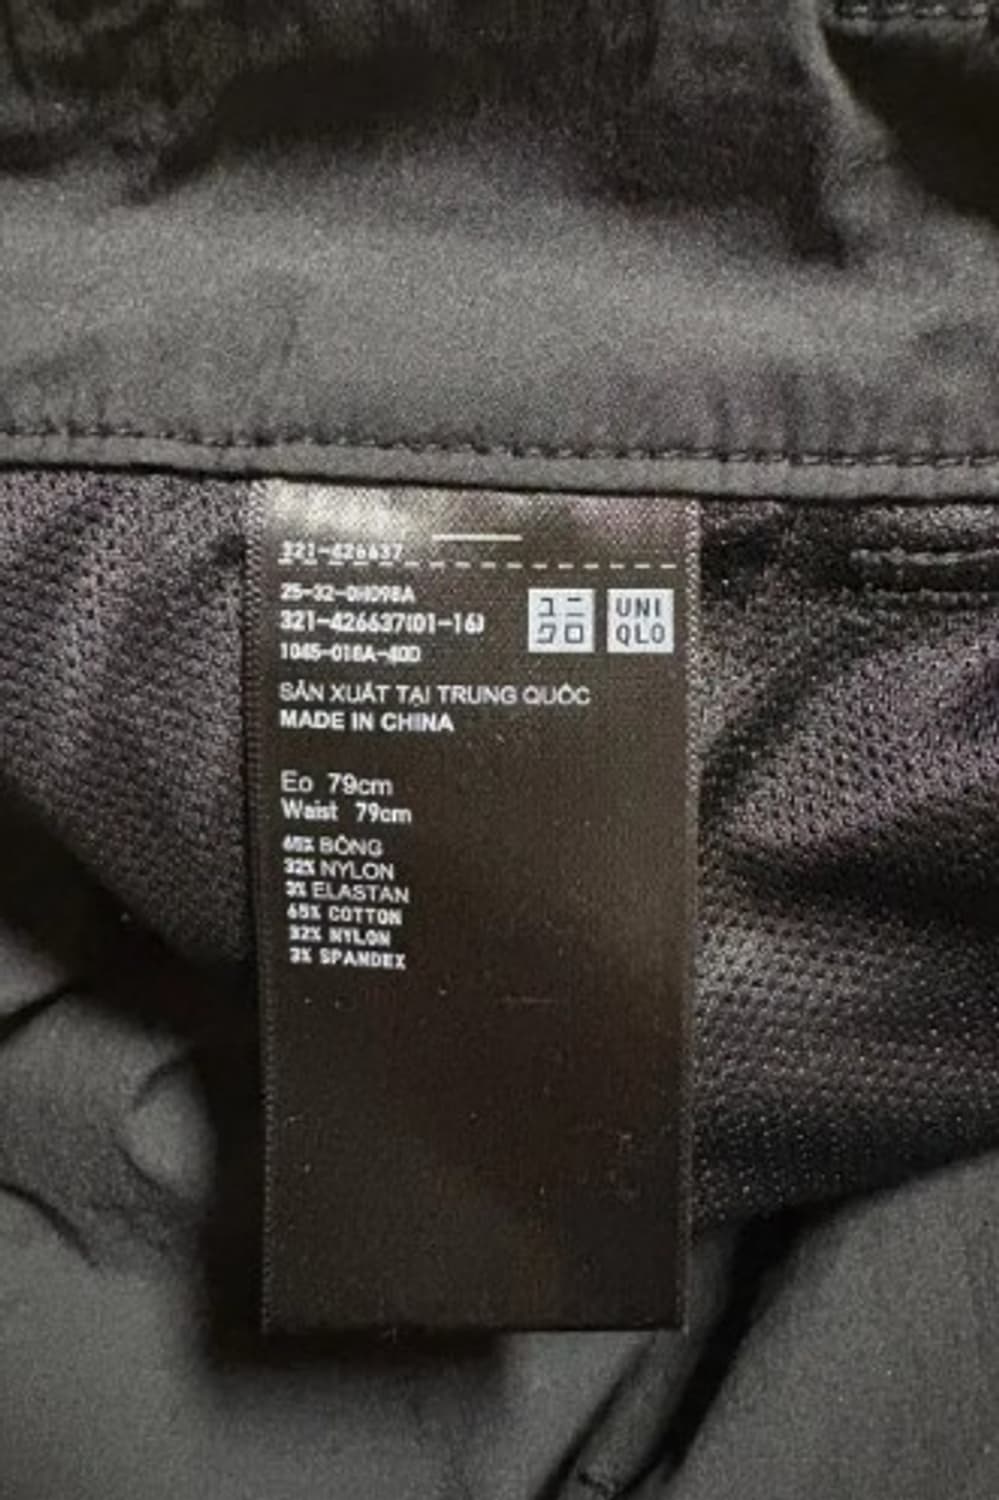 321-426637
25-32-0H098A
321-426637(01-16)
1045-018A-40D
ユニ
クロ
UNI
QLO
SẢN XUẤT TẠI TRUNG QUỐC
MADE IN CHINA
Eo 79cm
Waist 79cm
65% BÔNG
32% NYLON
3% ELASTAN
65% COTTON
32% NYLON
3% SPANDEX